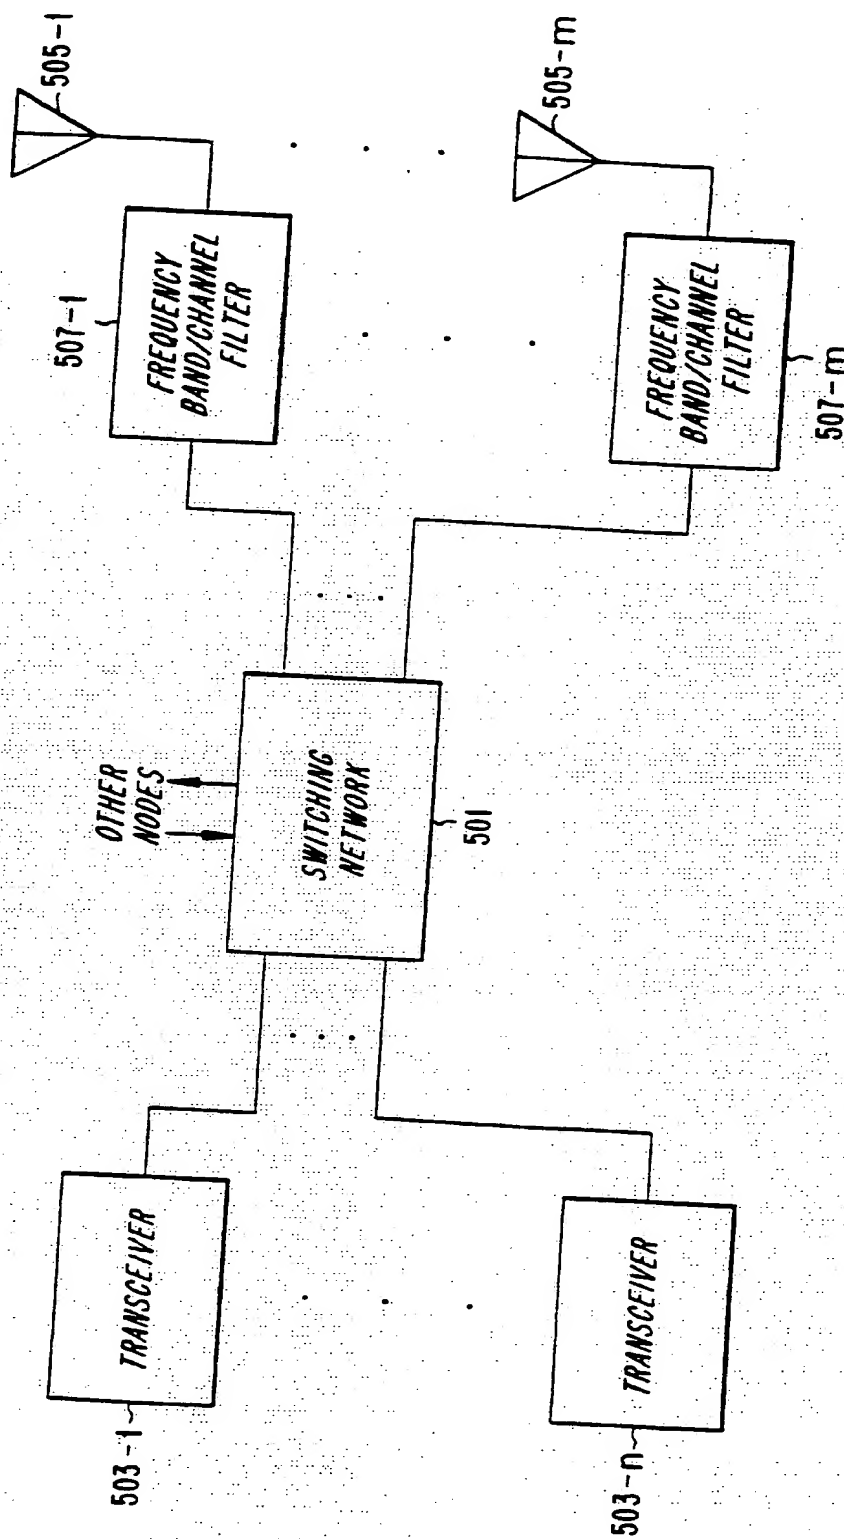 505-1
507-1
FREQUENCY
BAND/CHANNEL
FILTER
505-m
FREQUENCY
BAND/CHANNEL
FILTER
507-m
OTHER
NODES
SWITCHING
NETWORK
501
TRANSCEIVER
503-1
TRANSCEIVER
503-n